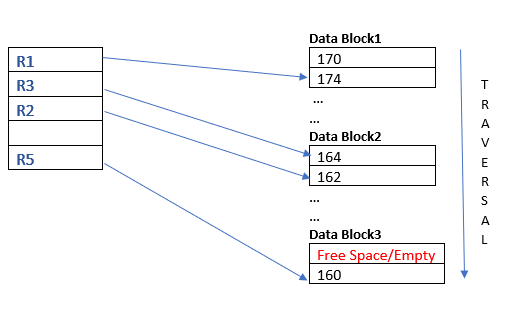 R1
R3
R2
R5
Data Block1
170
174
...
...
Data Block2
164
162
...
...
Data Block3
Free Space/Empty
160
T
R
A
V
E
R
S
A
L